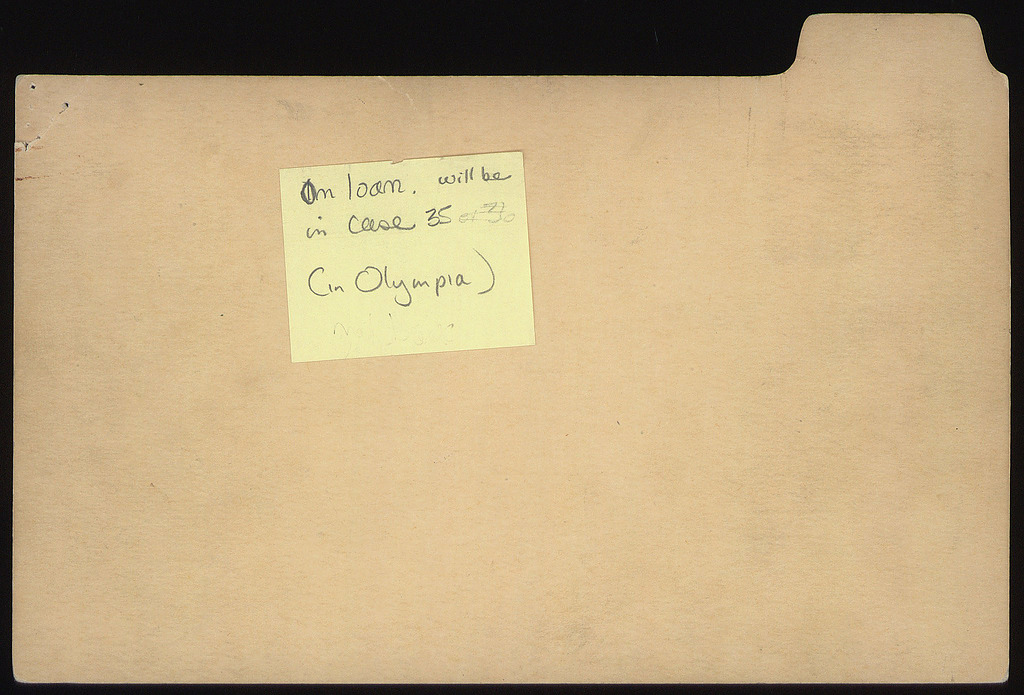 On loan. will be
in case 35
(in Olympia)